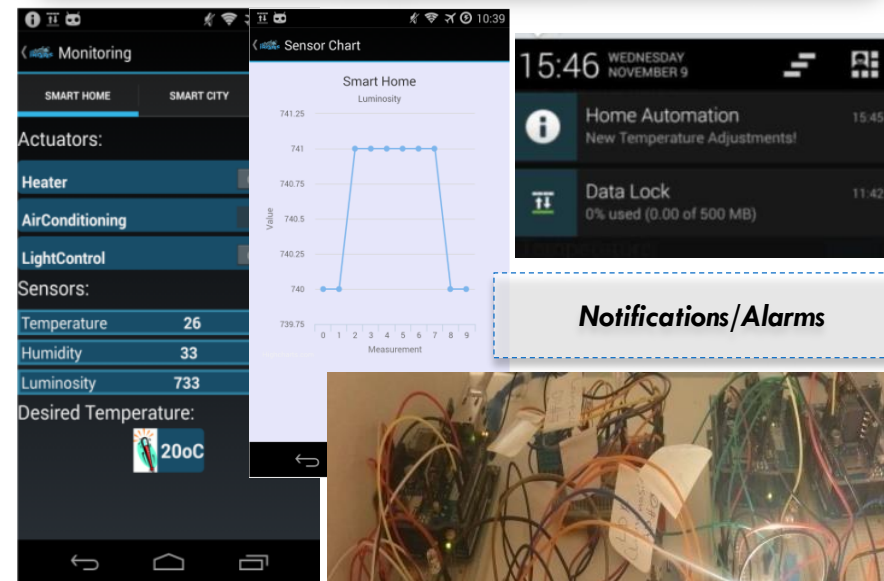 Monitoring
SMART HOME SMART CITY
Actuators:
Heater
AirConditioning
LightControl
Sensors:
Temperature 26
Humidity 33
Luminosity 733
Desired Temperature:
20oC
10:39
Sensor Chart
Smart Home
Luminosity
741.25
741
740.75
740.5
740.25
740
739.75
Value
0 1 2 3 4 5 6 7 8 9
Measurement
15:46 WEDNESDAY
NOVEMBER 9
Home Automation 15:45
New Temperature Adjustments!
Data Lock 11:42
0% used (0.00 of 500 MB)
Notifications/Alarms